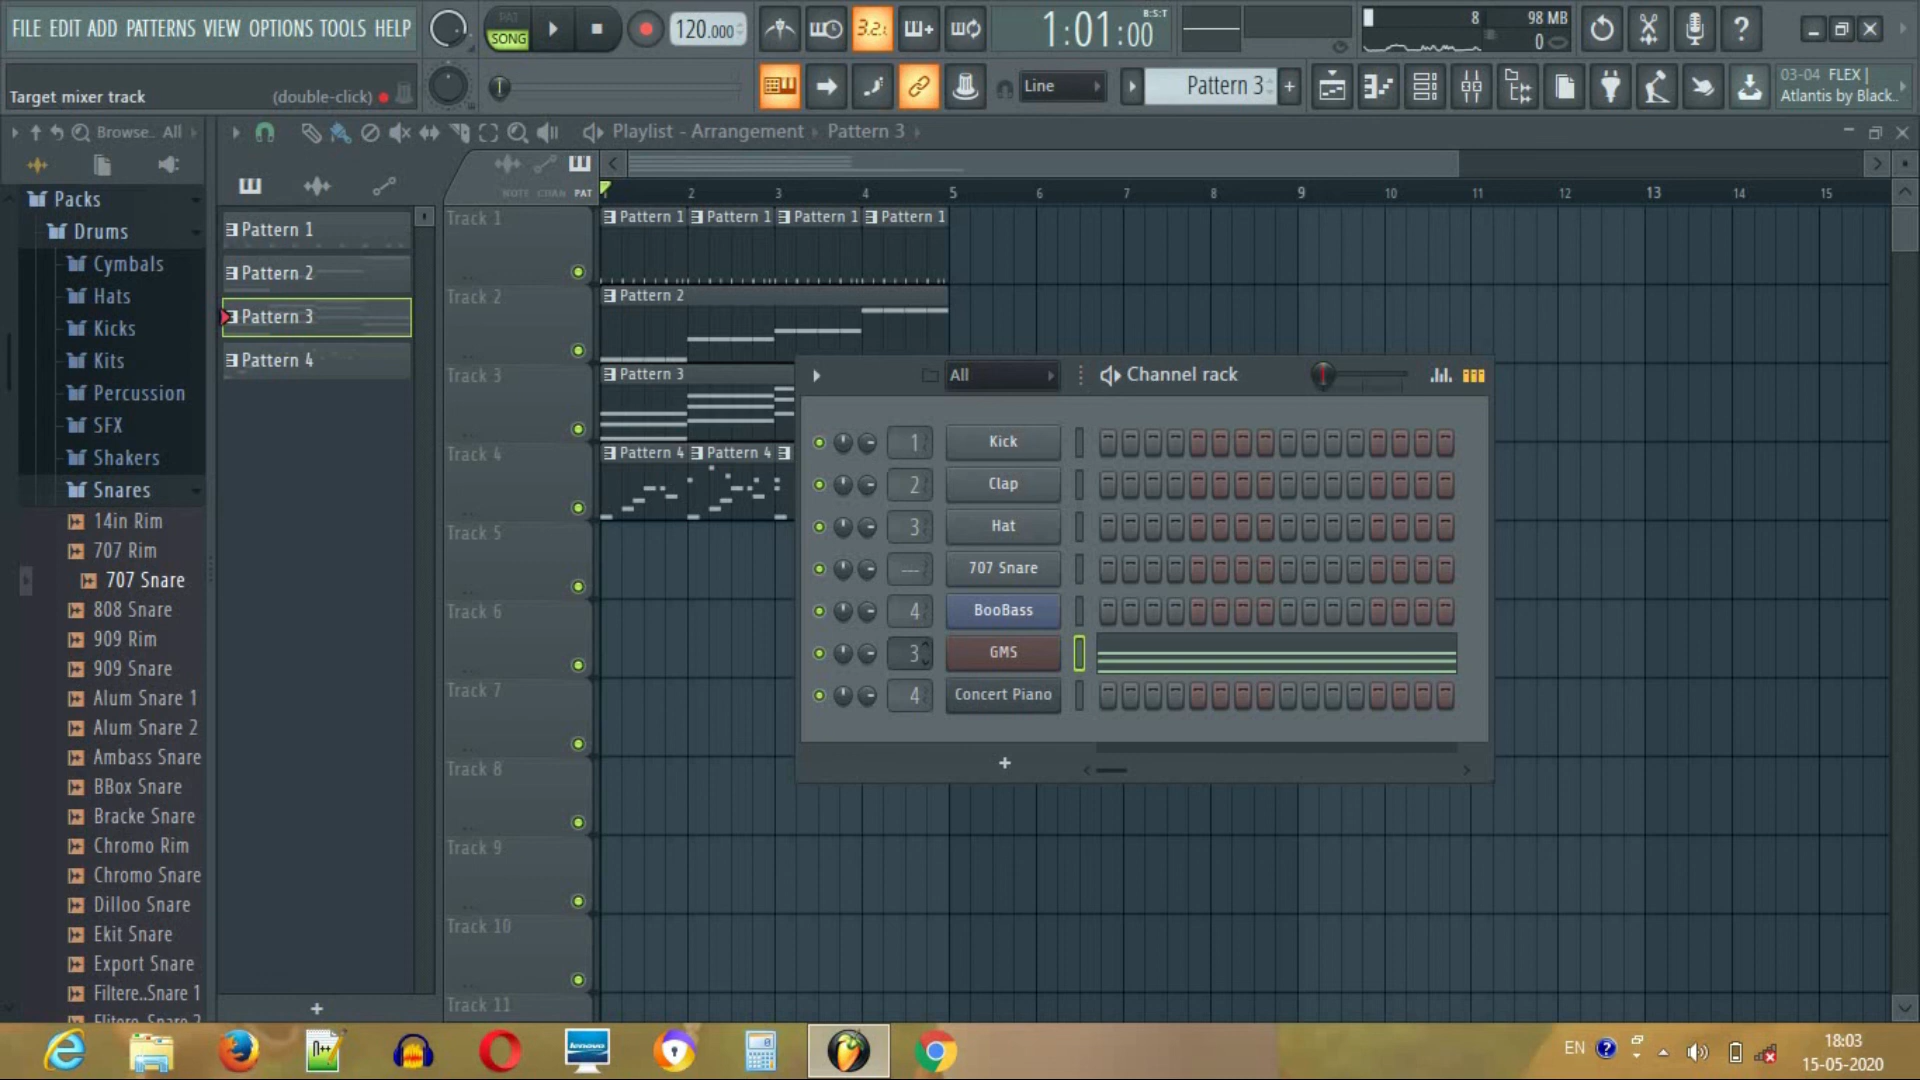 FILE EDIT ADD PATTERNS VIEW OPTIONS TOOLS HELP
PAT
SONG
120.000
3.2.
1:01:00
B:S:T
8
98 MB
0
Target mixer track (double-click)
Line
Pattern 3
03-04 FLEX |
Atlantis by Black..
Browse.. All
Playlist - Arrangement Pattern 3
NOTE CHAN PAT
2 3 4 5 6 7 8 9 10 11 12 13 14 15
Packs
Drums
Cymbals
Hats
Kicks
Kits
Percussion
SFX
Shakers
Snares
14in Rim
707 Rim
707 Snare
808 Snare
909 Rim
909 Snare
Alum Snare 1
Alum Snare 2
Ambass Snare
BBox Snare
Bracke Snare
Chromo Rim
Chromo Snare
Dilloo Snare
Ekit Snare
Export Snare
Filtere..Snare 1
Pattern 1
Pattern 2
Pattern 3
Pattern 4
Track 1
Pattern 1 Pattern 1 Pattern 1 Pattern 1
Track 2
Pattern 2
Track 3
Pattern 3
Track 4
Pattern 4 Pattern 4
Track 5
Track 6
Track 7
Track 8
Track 9
Track 10
Track 11
All
Channel rack
1 Kick
2 Clap
3 Hat
--- 707 Snare
4 BooBass
3 GMS
4 Concert Piano
lenovo
EN
18:03
15-05-2020